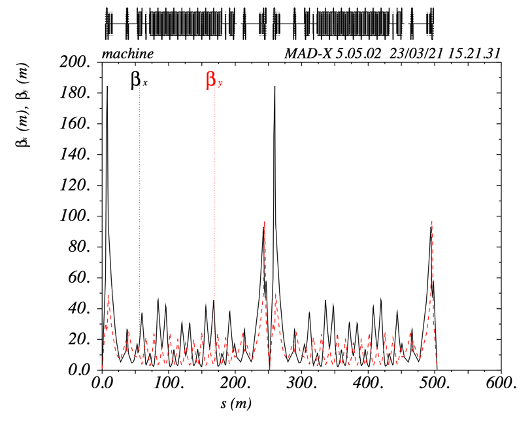 machine MAD-X 5.05.02 23/03/21 15.21.31
200.
180.
160.
140.
120.
100.
80.
60.
40.
20.
0.0
βx (m), βy (m)
βx βy
0.0 100. 200. 300. 400. 500. 600.
s (m)